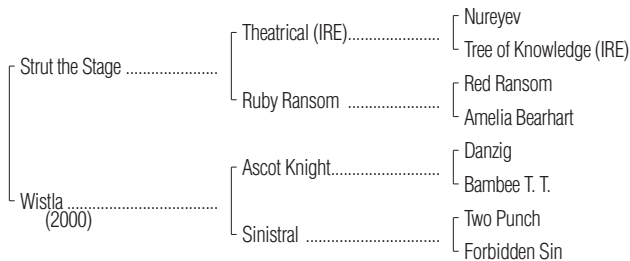 Nureyev
Theatrical (IRE)....................
Tree of Knowledge (IRE)
Strut the Stage ....................
Red Ransom
Ruby Ransom ....................
Amelia Bearhart
Danzig
Ascot Knight........................
Bambee T. T.
Wistla .................................
(2000)
Two Punch
Sinistral .............................
Forbidden Sin